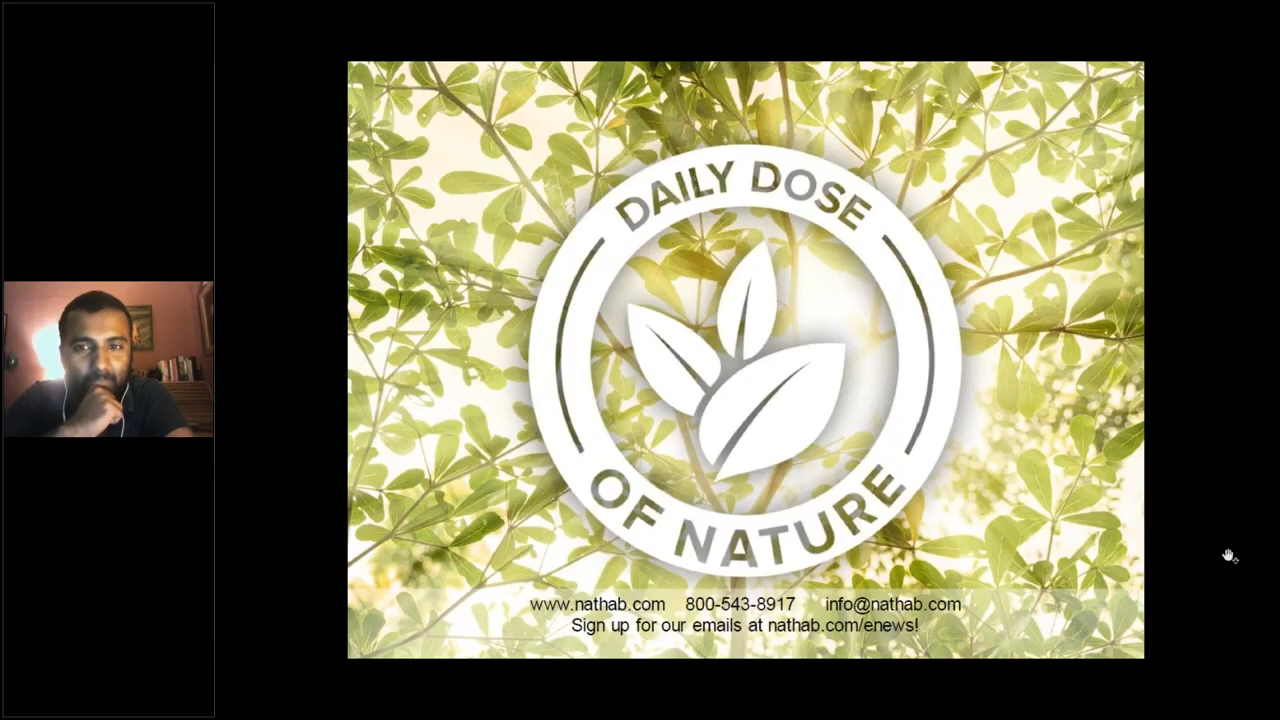 DAILY DOSE
OF NATURE
www.nathab.com 800-543-8917 info@nathab.com
Sign up for our emails at nathab.com/enews!